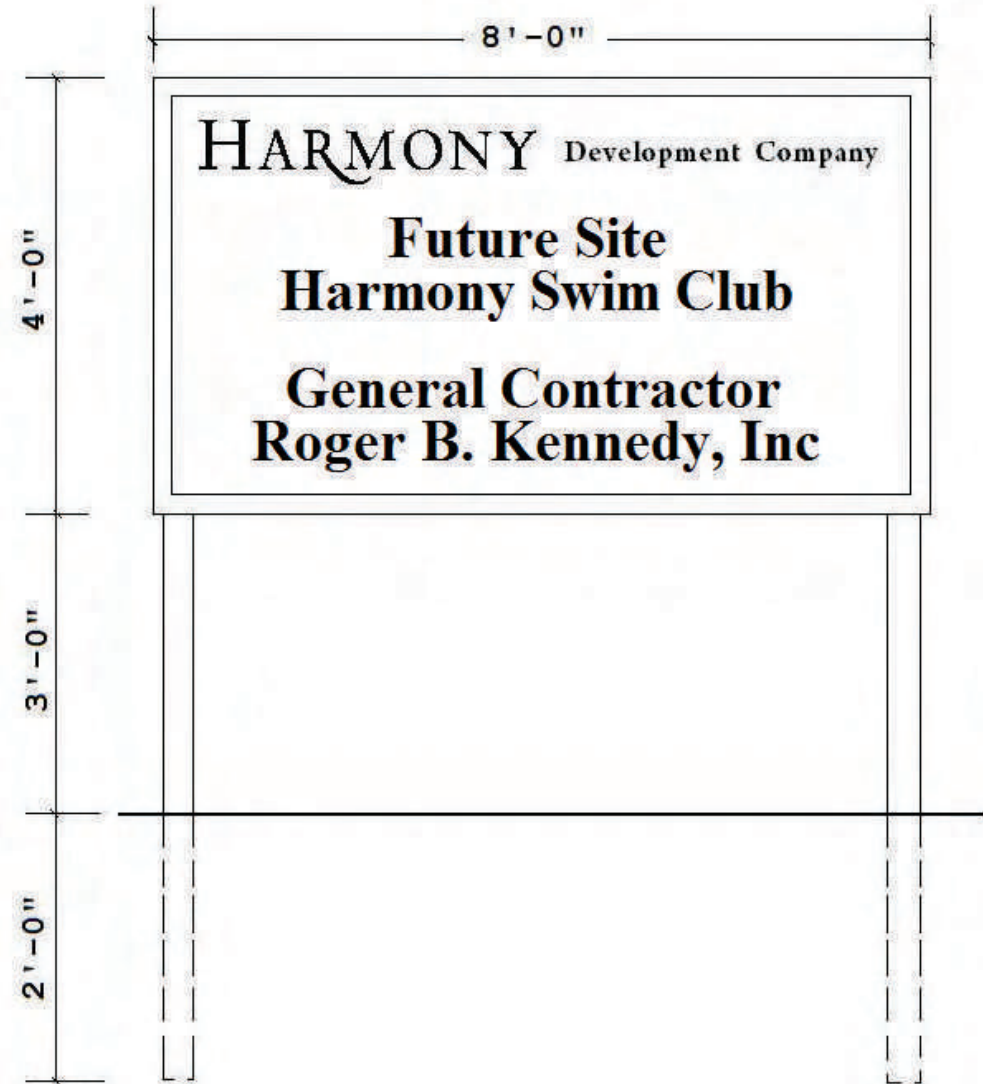 8'-0"
HARMONY Development Company
Future Site
Harmony Swim Club
General Contractor
Roger B. Kennedy, Inc
4'-0"
3'-0"
2'-0"